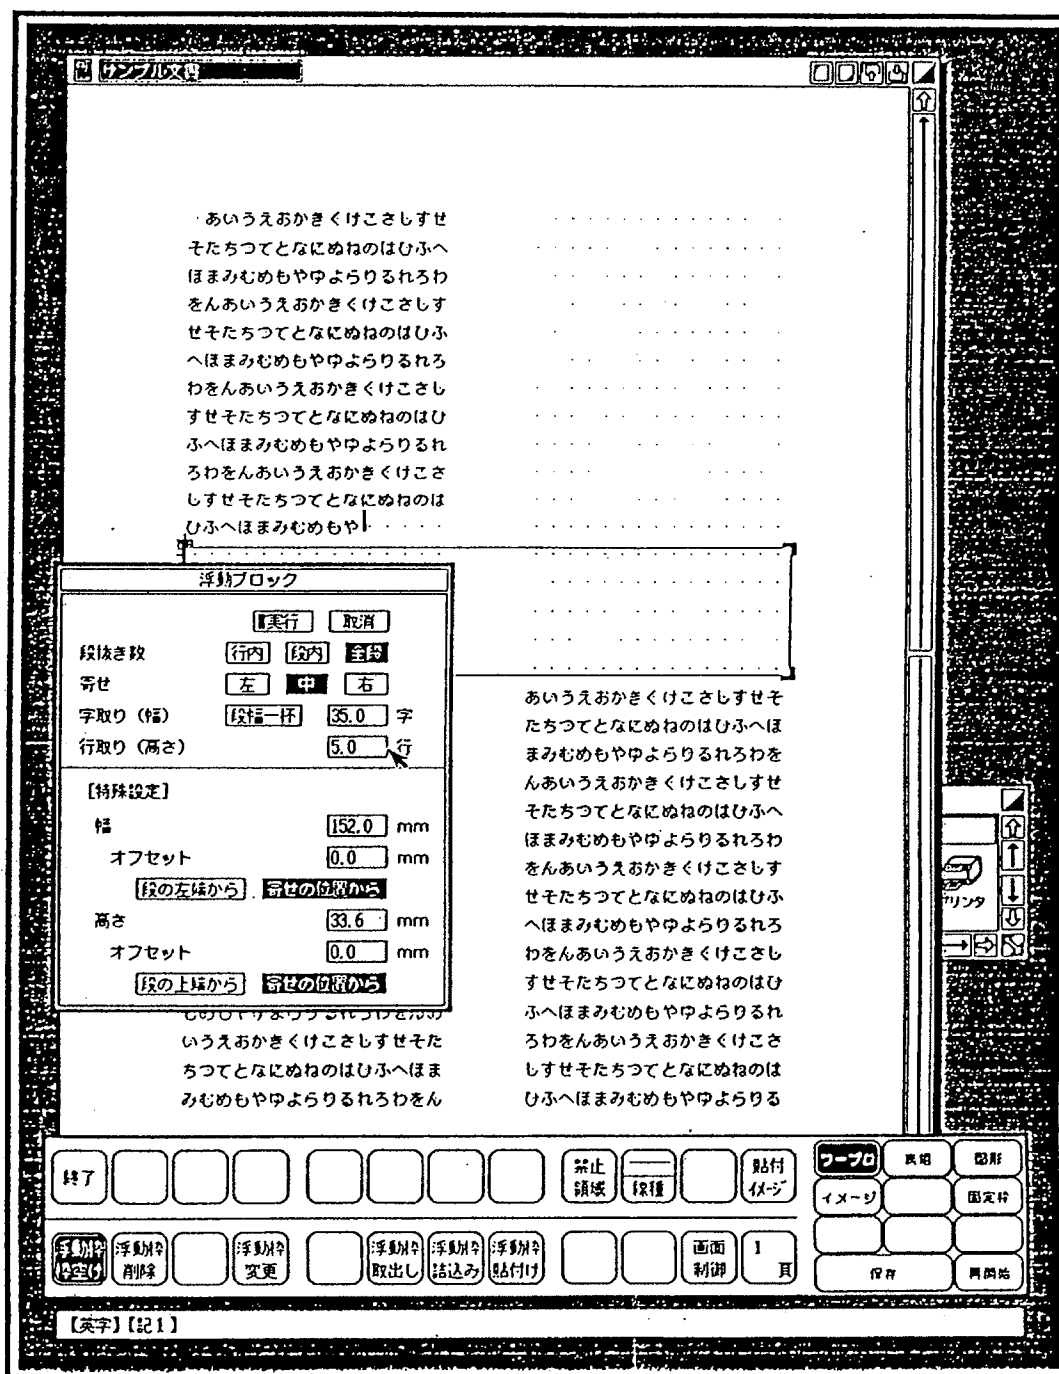 サンプル文書
あいうえおかきくけこさしすせ
そたちつてとなにぬねのはひふへ
ほまみむめもやゆよらりるれろわ
をんあいうえおかきくけこさしす
せそたちつてとなにぬねのはひふ
へほまみむめもやゆよらりるれろ
わをんあいうえおかきくけこさし
すせそたちつてとなにぬねのはひ
ふへほまみむめもやゆよらりるれ
ろわをんあいうえおかきくけこさ
しすせそたちつてとなにぬねのは
ひふへほまみむめもや
浮動ブロック
実行 取消
段抜き数 行内 段内 全段
寄せ 左 中 右
字取り (幅) 段幅一杯 35.0 字
行取り (高さ) 5.0 行
[特殊設定]
幅 152.0 mm
オフセット 0.0 mm
段の左端から 寄せの位置から
高さ 33.6 mm
オフセット 0.0 mm
段の上端から 寄せの位置から
いうえおかきくけこさしすせそた
ちつてとなにぬねのはひふへほま
みむめもやゆよらりるれろわをん
あいうえおかきくけこさしすせそ
たちつてとなにぬねのはひふへほ
まみむめもやゆよらりるれろわを
んあいうえおかきくけこさしすせ
そたちつてとなにぬねのはひふへ
ほまみむめもやゆよらりるれろわ
をんあいうえおかきくけこさしす
せそたちつてとなにぬねのはひふ
へほまみむめもやゆよらりるれろ
わをんあいうえおかきくけこさし
すせそたちつてとなにぬねのはひ
ふへほまみむめもやゆよらりるれ
ろわをんあいうえおかきくけこさ
しすせそたちつてとなにぬねのは
ひふへほまみむめもやゆよらりる
プリンタ
終了 禁止領域 線種 貼付イメージ
浮動枠枠空け 浮動枠削除 浮動枠変更 浮動枠取出し 浮動枠詰込み 浮動枠貼付け 画面制御 1頁
ワープロ 表組 図形
イメージ 固定枠
保存 再開始
[英字] [記1]